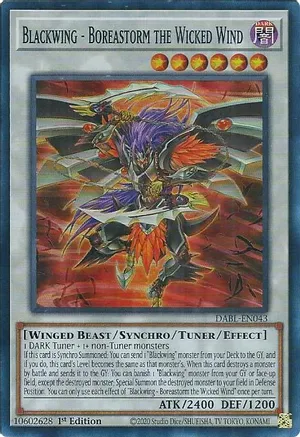 BLACKWING - BOREASTORM THE WICKED WIND
DARK
闇
DABL-EN043
[WINGED BEAST/SYNCHRO/TUNER/EFFECT]
1 DARK Tuner + 1+ non-Tuner monsters
If this card is Synchro Summoned: You can send 1 "Blackwing" monster from your Deck to the GY, and if
you do, this card's Level becomes the same as that monster's. When this card destroys a monster
by battle and sends it to the GY: You can banish 1 "Blackwing" monster from your GY or face-up
field, except the destroyed monster; Special Summon the destroyed monster to your field in Defense
Position. You can only use each effect of "Blackwing - Boreastorm the Wicked Wind" once per turn.
ATK/2400 DEF/1200
10602628 1st Edition ©2020 Studio Dice/SHUEISHA, TV TOKYO, KONAMI